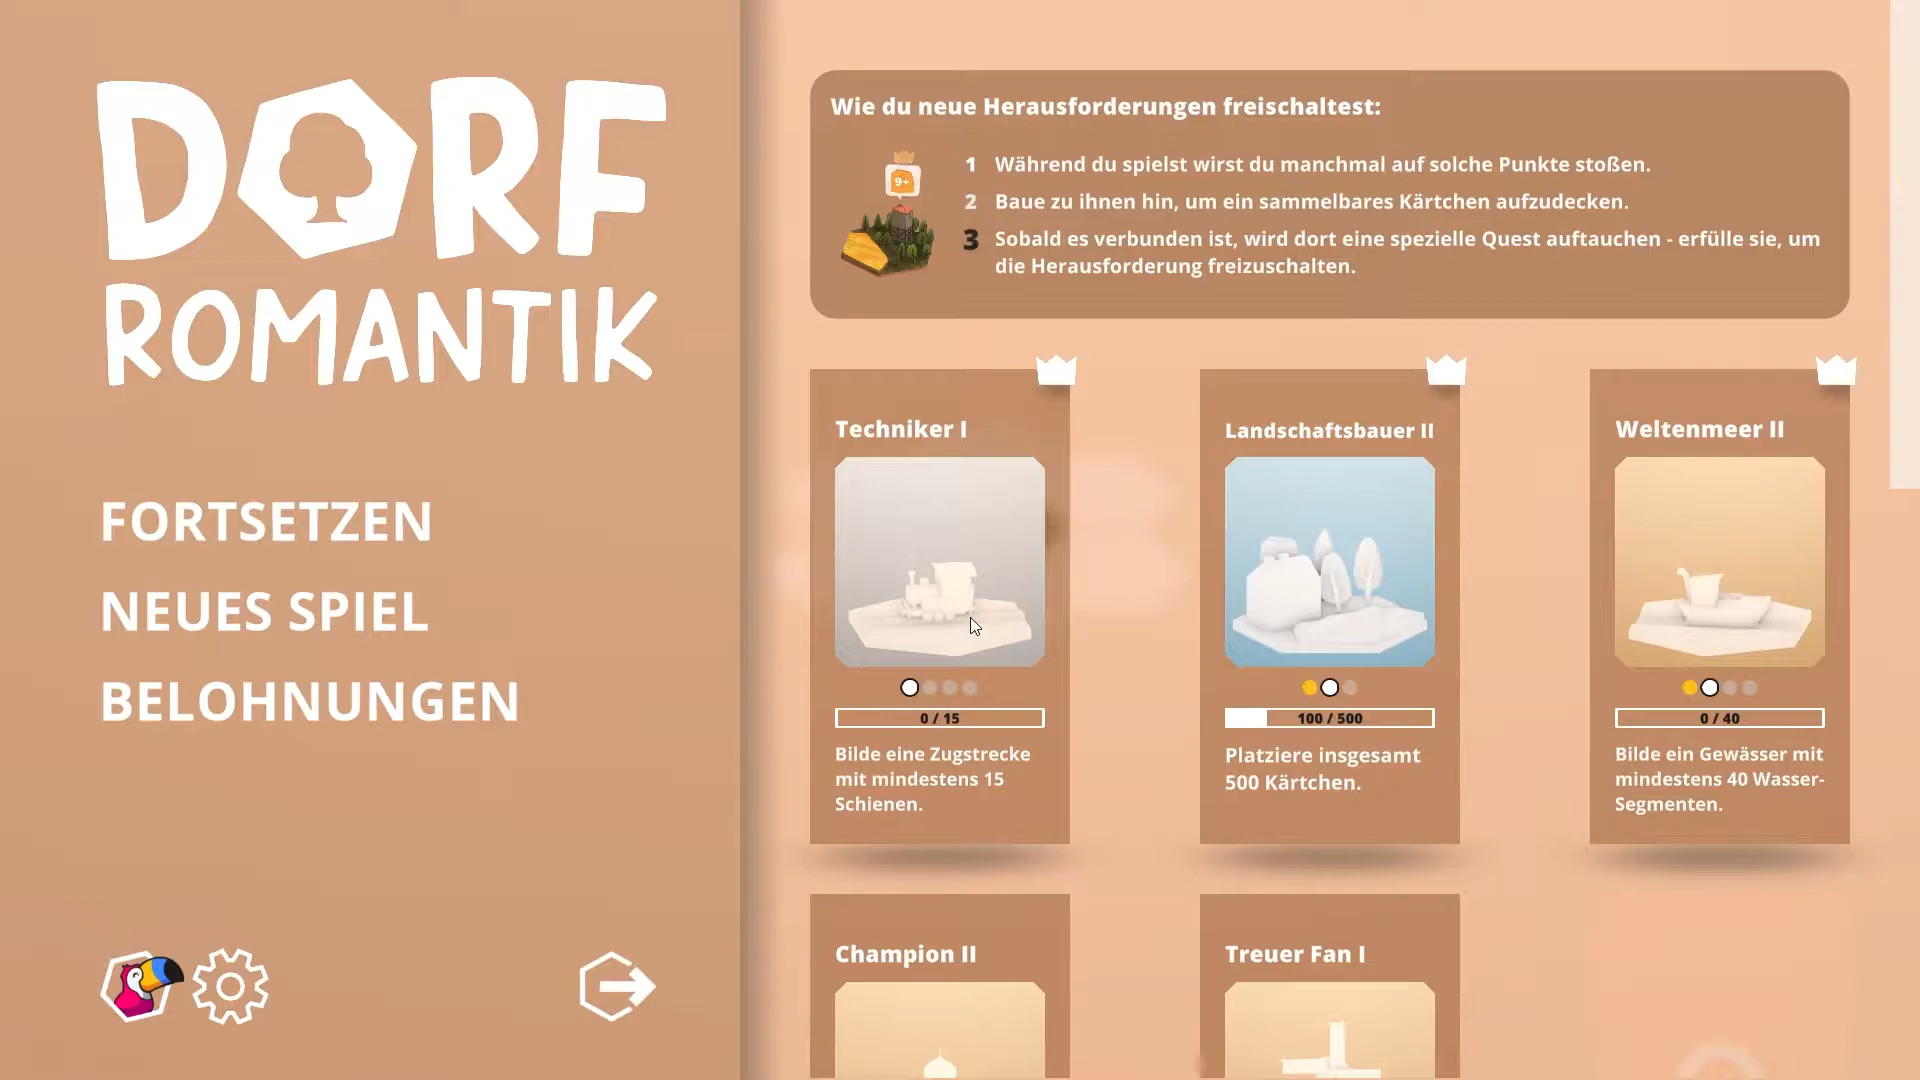 DORF
ROMANTIK
FORTSETZEN
NEUES SPIEL
BELOHNUNGEN
Wie du neue Herausforderungen freischaltest:
9+
1 Während du spielst wirst du manchmal auf solche Punkte stoßen.
2 Baue zu ihnen hin, um ein sammelbares Kärtchen aufzudecken.
3 Sobald es verbunden ist, wird dort eine spezielle Quest auftauchen - erfülle sie, um
die Herausforderung freizuschalten.
Techniker I
0 / 15
Bilde eine Zugstrecke
mit mindestens 15
Schienen.
Landschaftsbauer II
100 / 500
Platziere insgesamt
500 Kärtchen.
Weltenmeer II
0 / 40
Bilde ein Gewässer mit
mindestens 40 Wasser-
Segmenten.
Champion II
Treuer Fan I